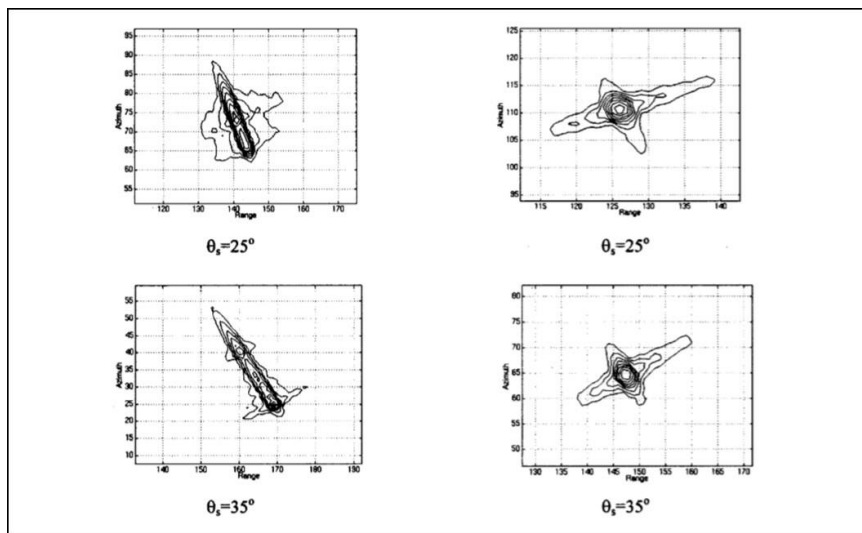 95
90
85
80
75
70
65
60
55
Azimuth
120 130 140 150 160 170
Range
θs=25°
125
120
115
110
105
100
95
Azimuth
115 120 125 130 135 140
Range
θs=25°
55
50
45
40
35
30
25
20
15
10
Azimuth
140 150 160 170 180 190
Range
θs=35°
80
75
70
65
60
55
50
Azimuth
130 135 140 145 150 155 160 165 170
Range
θs=35°